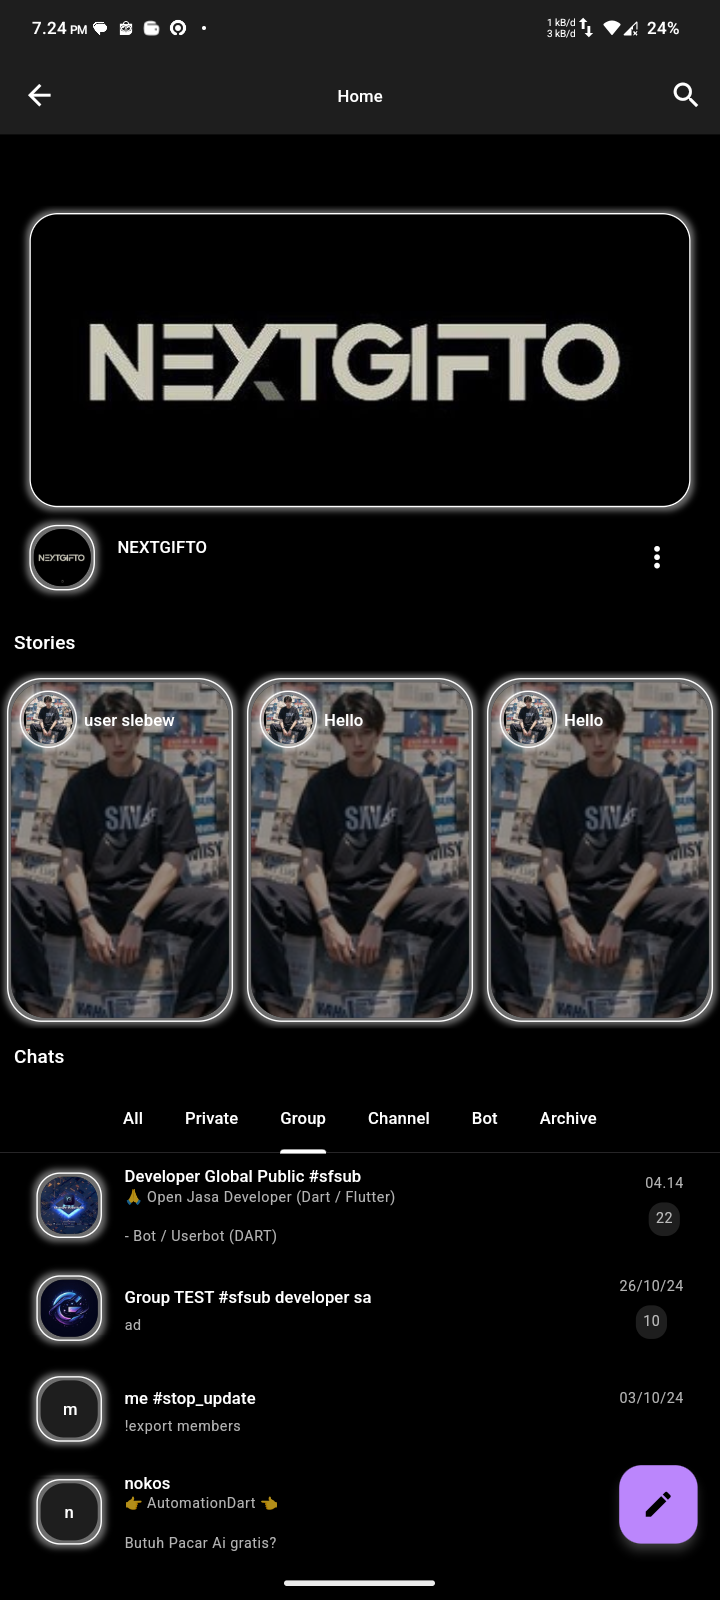 7.24 PM
1 kB/d
3 kB/d
24%
Home
NEXTGIFTO
NEXTGIFTO
NEXTGIFTO
Stories
user slebew
Hello
Hello
Chats
All Private Group Channel Bot Archive
Developer Global Public #sfsub
04.14
🙏 Open Jasa Developer (Dart / Flutter)
22
- Bot / Userbot (DART)
Group TEST #sfsub developer sa
26/10/24
ad
10
m
me #stop_update
03/10/24
!export members
n
nokos
👉 AutomationDart 👈
Butuh Pacar Ai gratis?